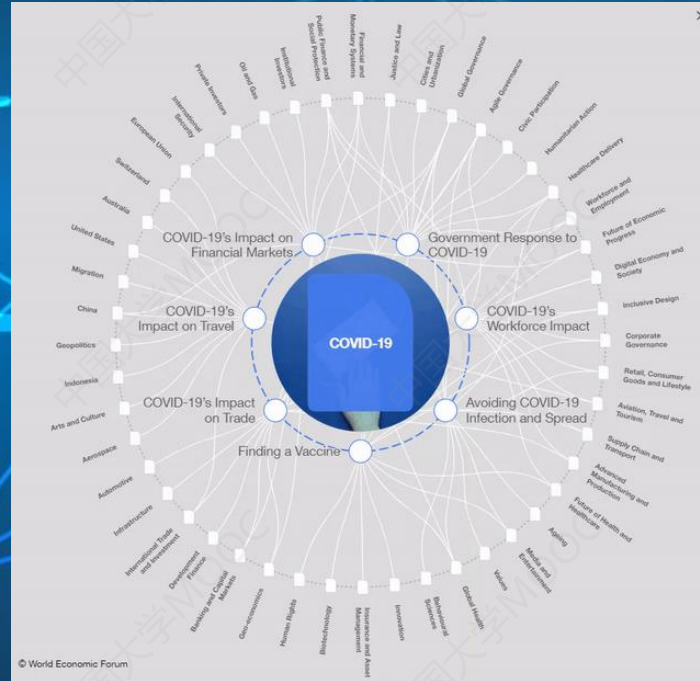 Public Finance and
Social Protection
Financial and
Monetary Systems
Justice and Law
Cities and
Urbanization
Global Governance
Agile Governance
Civic Participation
Humanitarian Action
Healthcare Delivery
Workforce and
Employment
Future of Economic
Progress
Digital Economy and
Society
Inclusive Design
Corporate
Governance
Retail, Consumer
Goods and Lifestyle
Aviation, Travel and
Tourism
Supply Chain and
Transport
Advanced
Manufacturing and
Production
Future of Health and
Healthcare
Ageing
Media and
Entertainment
Values
Global Health
Behavioural
Sciences
Innovation
Insurance and Asset
Management
Biotechnology
Human Rights
Geo-economics
Banking and Capital
Markets
Development
Finance
International Trade
and Investment
Infrastructure
Automotive
Aerospace
Arts and Culture
Indonesia
Geopolitics
China
Migration
United States
Australia
Switzerland
European Union
International
Security
Private Investors
Oil and Gas
Institutional
Investors
COVID-19's Impact on
Financial Markets
Government Response to
COVID-19
COVID-19's
Impact on Travel
COVID-19
COVID-19's
Workforce Impact
COVID-19's Impact
on Trade
Avoiding COVID-19
Infection and Spread
Finding a Vaccine
© World Economic Forum
中国大学MOOC